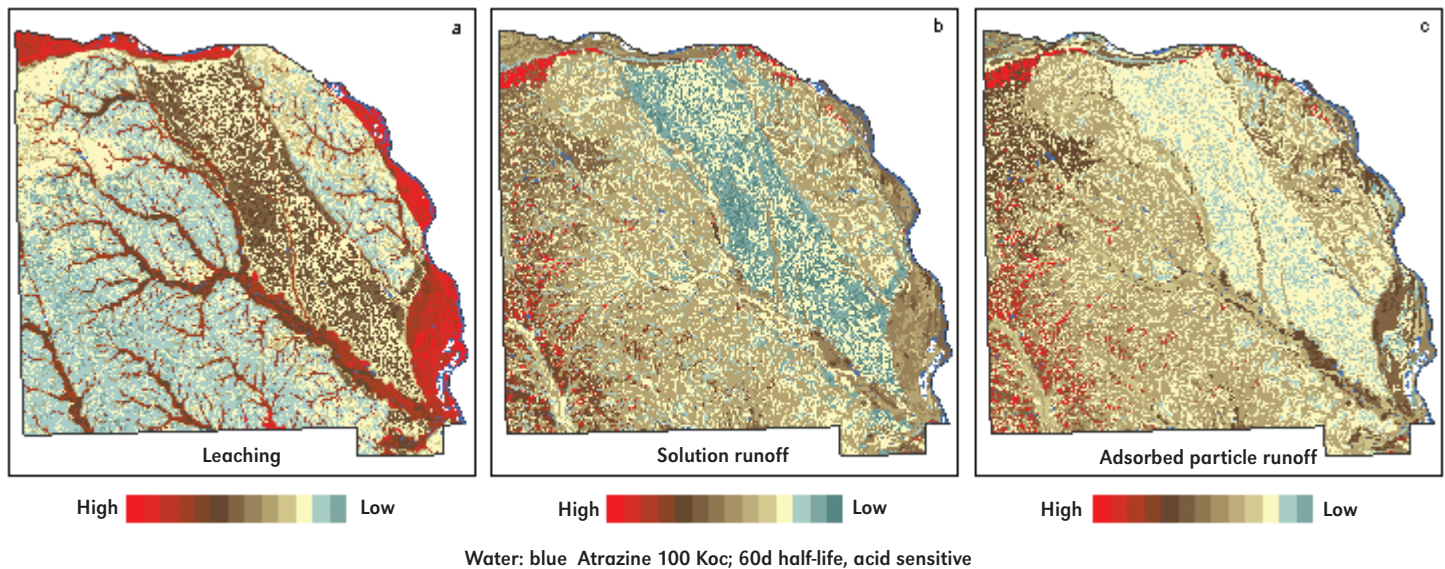 a
b
c
Leaching
Solution runoff
Adsorbed particle runoff
High Low
High Low
High Low
Water: blue Atrazine 100 Koc; 60d half-life, acid sensitive